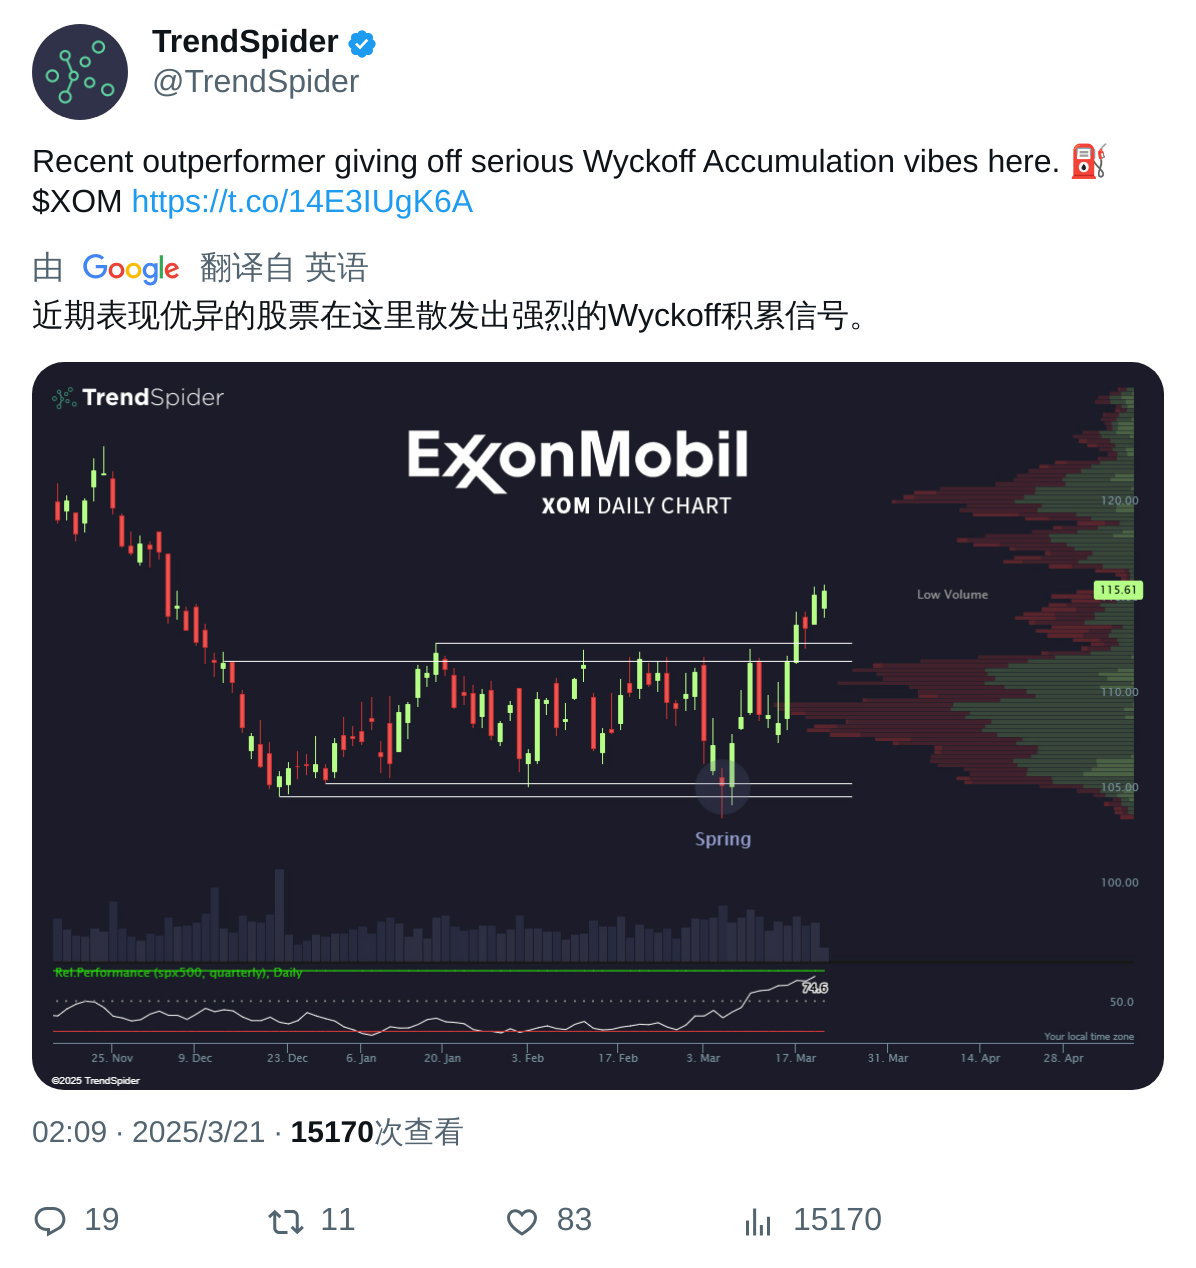 TrendSpider
@TrendSpider
Recent outperformer giving off serious Wyckoff Accumulation vibes here. ⛽
$XOM https://t.co/14E3IUgK6A
由 Google 翻译自 英语
近期表现优异的股票在这里散发出强烈的Wyckoff积累信号。
TrendSpider
ExxonMobil
XOM DAILY CHART
120.00
115.61
Low Volume
110.00
105.00
Spring
100.00
Rel.Performance (spx500, quarterly), Daily
74.6
50.0
Your local time zone
25. Nov 9. Dec 23. Dec 6. Jan 20. Jan 3. Feb 17. Feb 3. Mar 17. Mar 31. Mar 14. Apr 28. Apr
©2025 TrendSpider
02:09 · 2025/3/21 · 15170次查看
19 11 83 15170